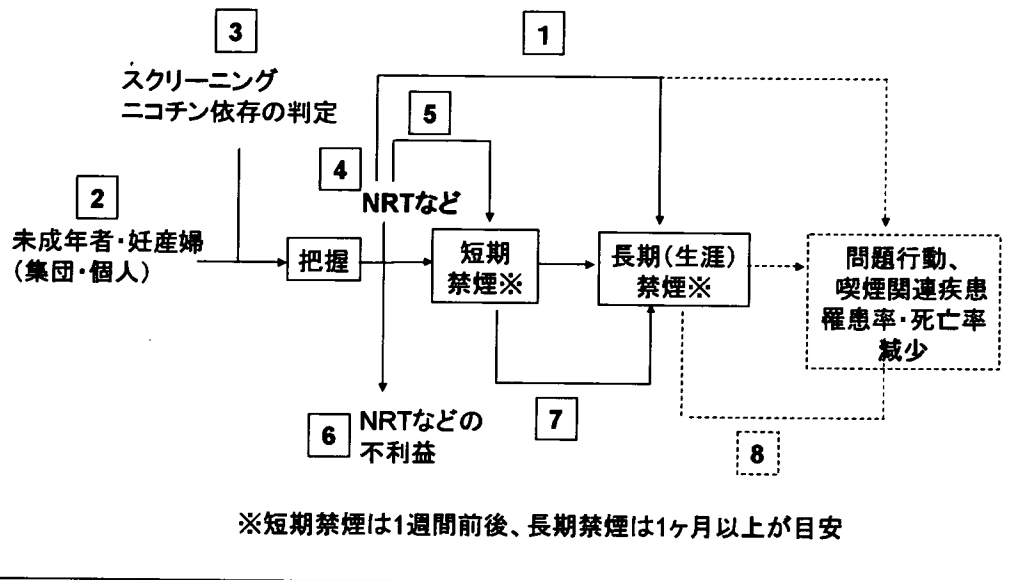 3
1
スクリーニング
ニコチン依存の判定
5
4
NRTなど
2
未成年者・妊産婦
(集団・個人)
把握
短期
禁煙※
長期(生涯)
禁煙※
問題行動、
喫煙関連疾患
罹患率・死亡率
減少
6
NRTなどの
不利益
7
8
※短期禁煙は1週間前後、長期禁煙は1ヶ月以上が目安